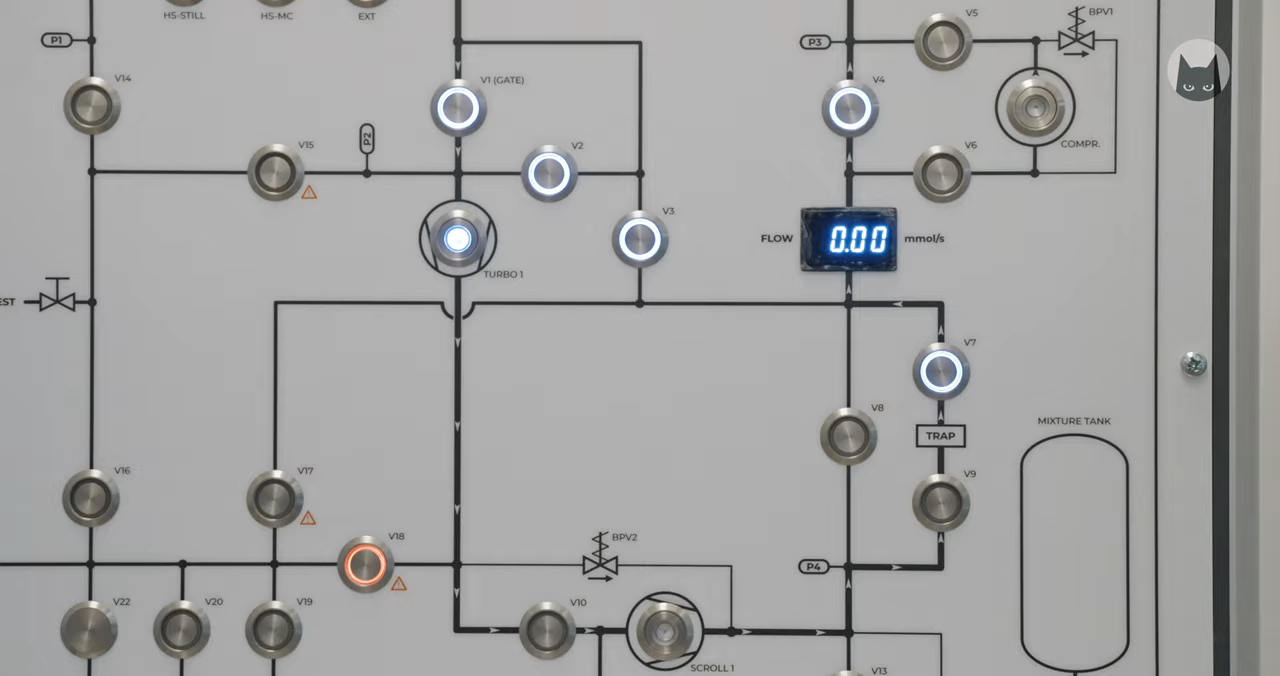 HS-STILL
HS-MC
EXT
P1
V14
V15
P2
V1 (GATE)
V2
V3
TURBO 1
P3
V4
V5
BPV1
COMPR.
V6
FLOW
0.00
mmol/s
EST
V7
V8
TRAP
V9
MIXTURE TANK
V16
V17
V18
BPV2
P4
V22
V20
V19
V10
SCROLL 1
V13